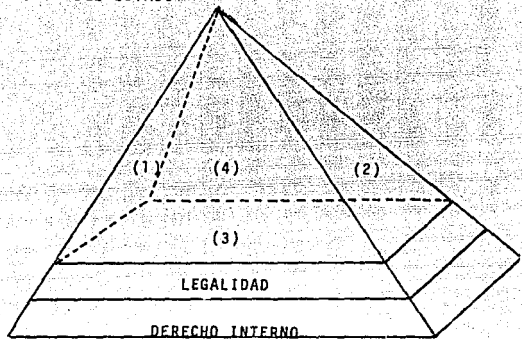 (1) (4) (2)
(3)
LEGALIDAD
DERECHO INTERNO